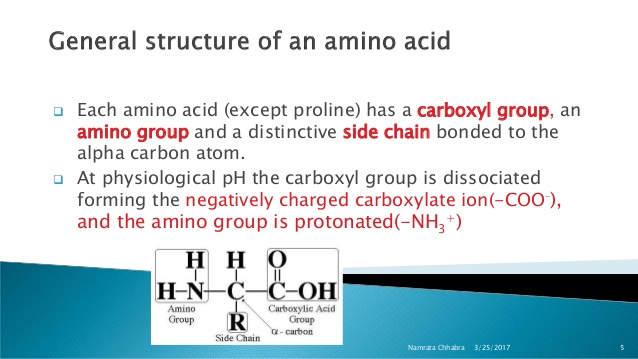 General structure of an amino acid
Each amino acid (except proline) has a carboxyl group, an
amino group and a distinctive side chain bonded to the
alpha carbon atom.
At physiological pH the carboxyl group is dissociated
forming the negatively charged carboxylate ion(-COO⁻),
and the amino group is protonated(-NH₃⁺)
H H O
H-N-C-C-OH
Amino Group
Carboxylic Acid Group
R
α - carbon
Side Chain
Namrata Chhabra 3/25/2017 5